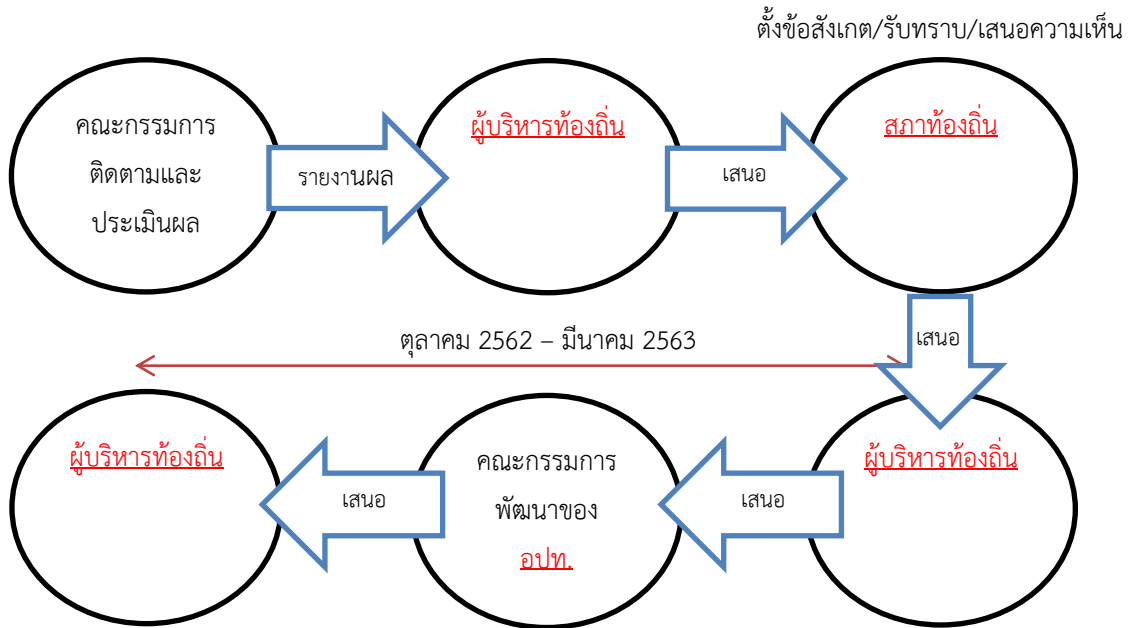 ตั้งข้อสังเกต/รับทราบ/เสนอความเห็น
คณะกรรมการ
ติดตามและ
ประเมินผล
รายงานผล
ผู้บริหารท้องถิ่น
เสนอ
สภาท้องถิ่น
เสนอ
ตุลาคม 2562 – มีนาคม 2563
ผู้บริหารท้องถิ่น
เสนอ
คณะกรรมการ
พัฒนาของ
อปท.
เสนอ
ผู้บริหารท้องถิ่น